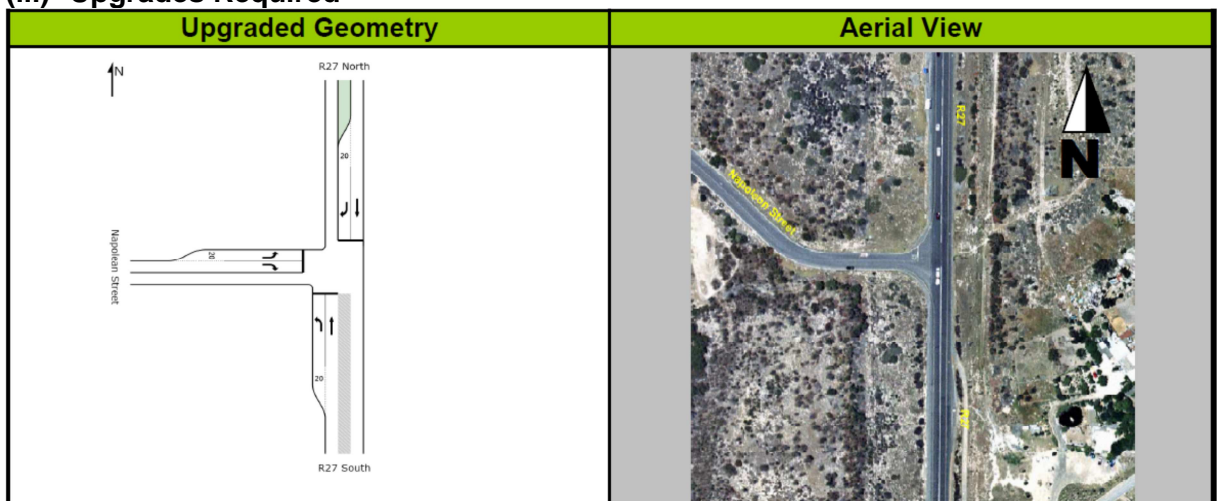 (iii) Upgrades Required
Upgraded Geometry
Aerial View
N
R27 North
20
Napolean Street
20
20
R27 South
R27
N
Napoleon Street
R27